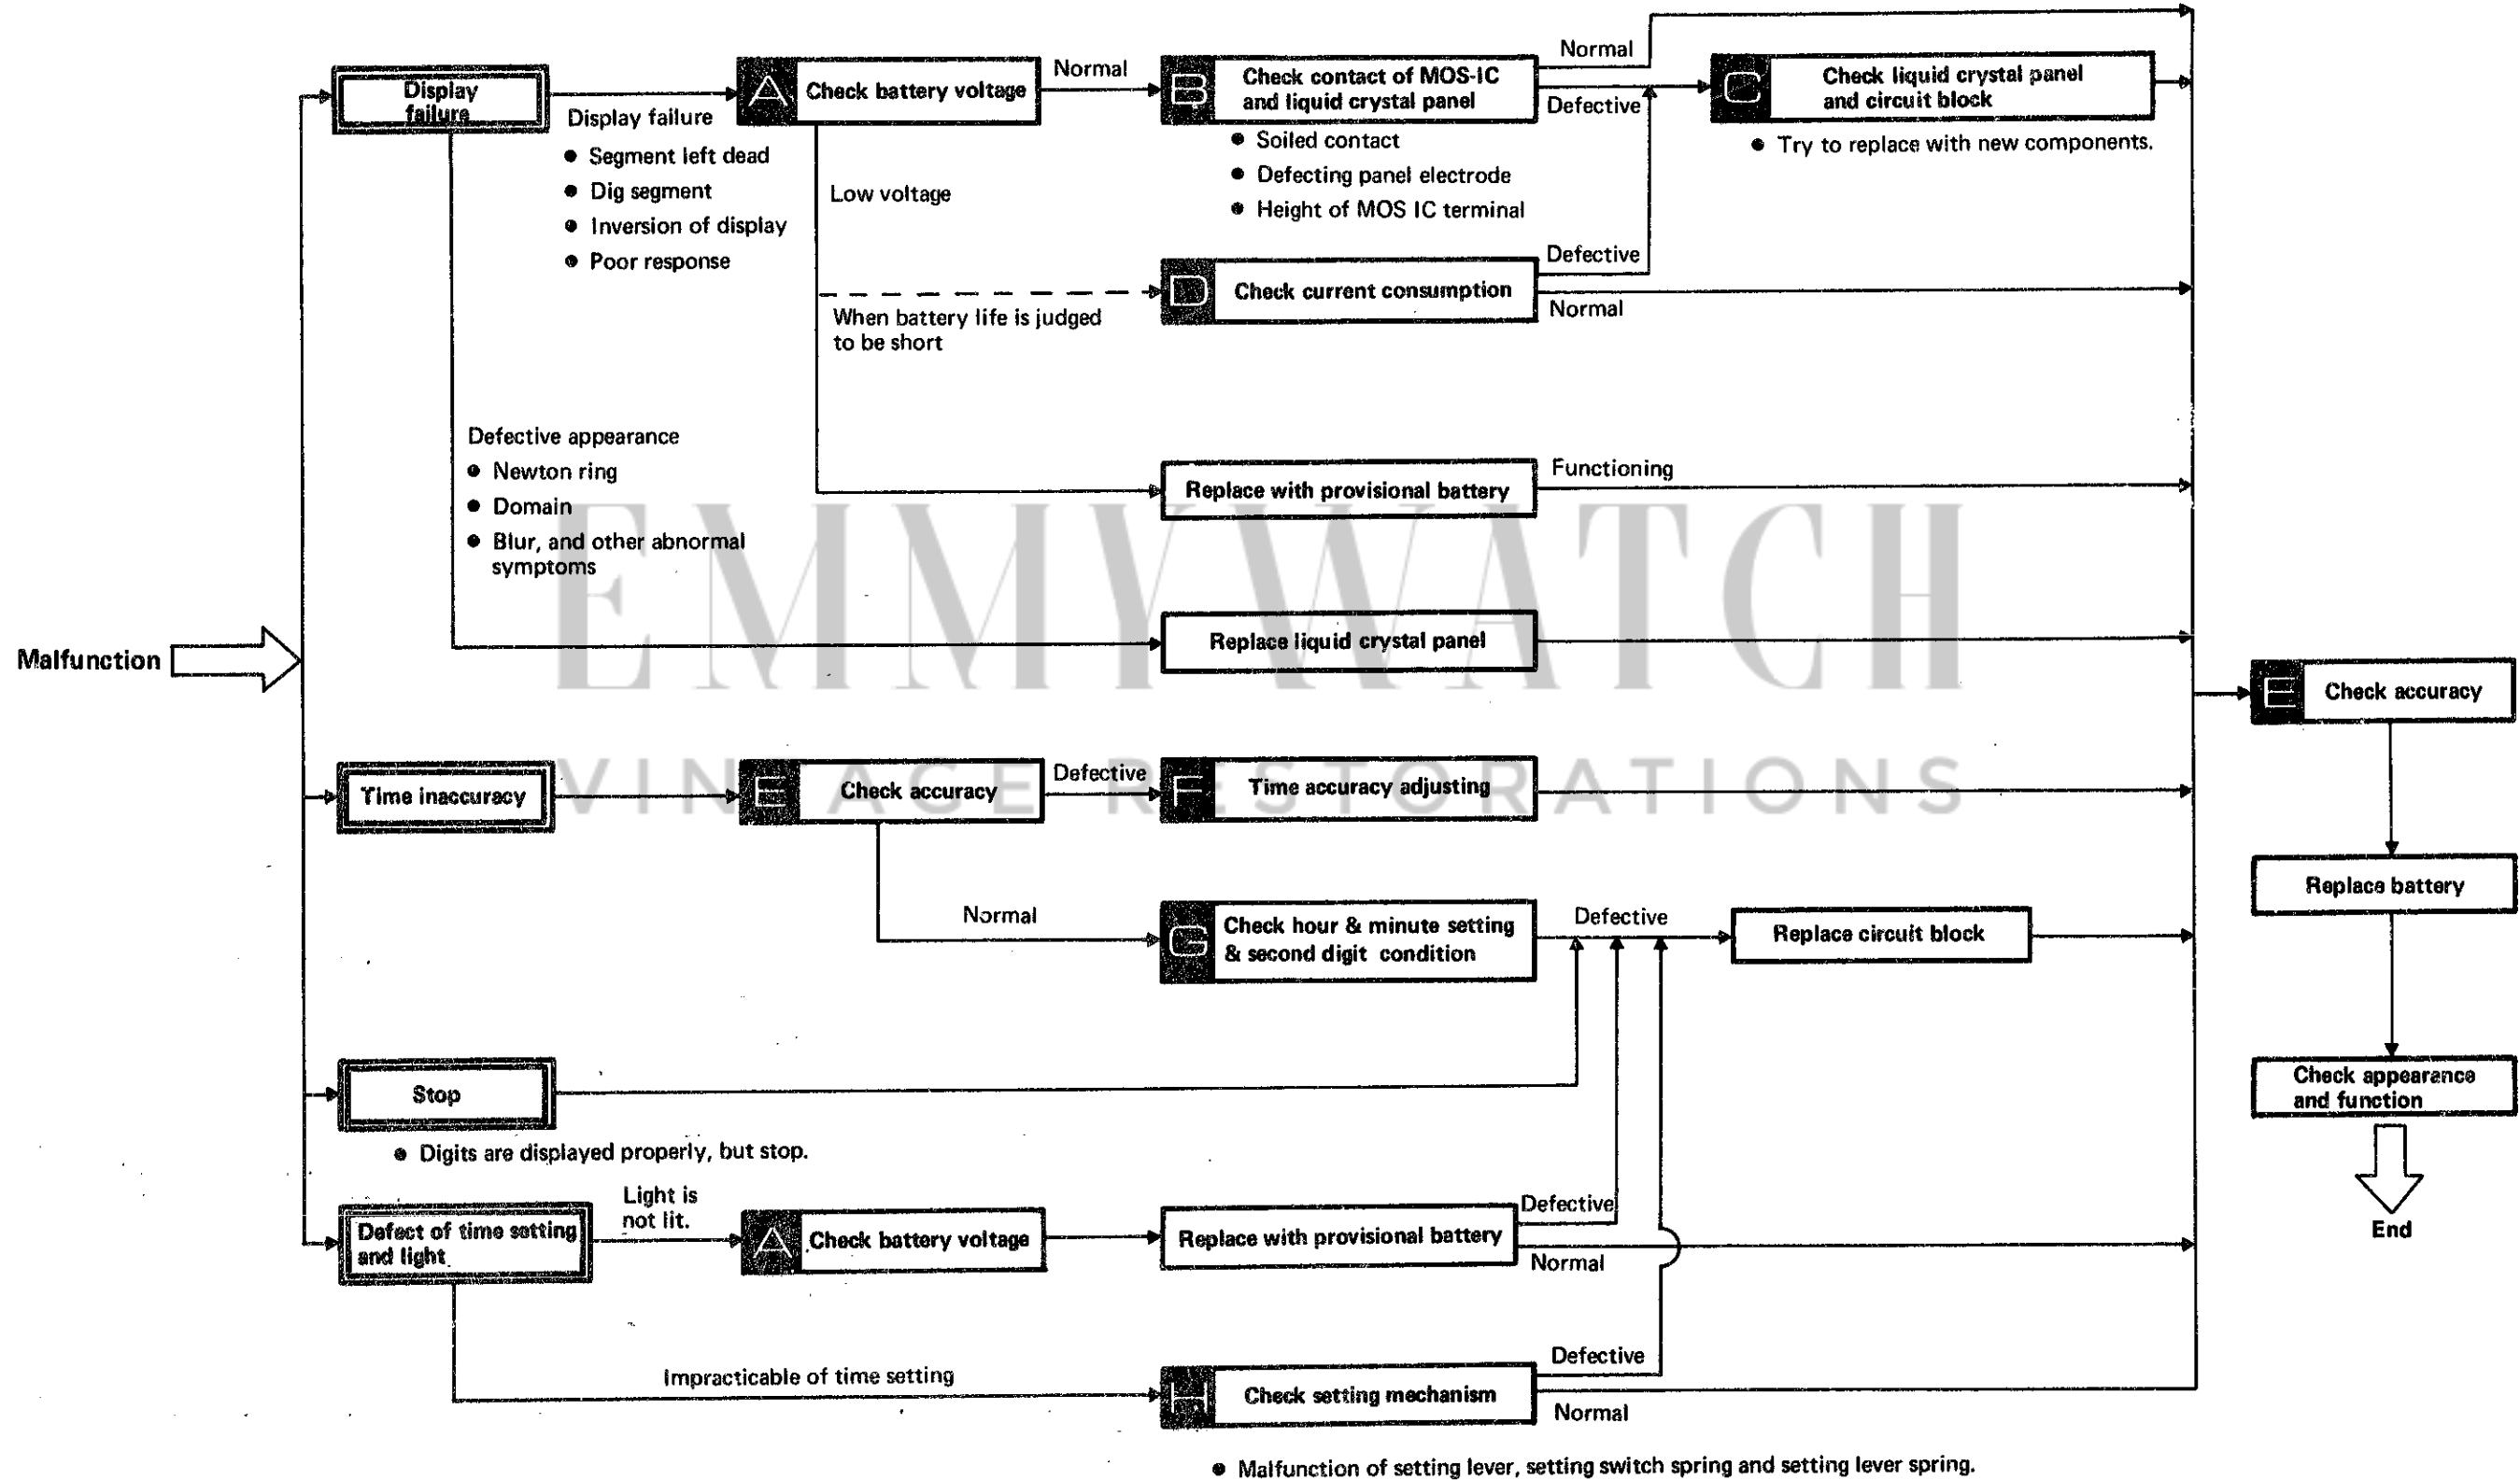 Malfunction
Display
failure
Display failure
● Segment left dead
● Dig segment
● Inversion of display
● Poor response
Defective appearance
● Newton ring
● Domain
● Blur, and other abnormal
symptoms
A Check battery voltage
Normal
Low voltage
When battery life is judged
to be short
B Check contact of MOS-IC
and liquid crystal panel
● Soiled contact
● Defecting panel electrode
● Height of MOS IC terminal
Normal
Defective
C Check liquid crystal panel
and circuit block
● Try to replace with new components.
D Check current consumption
Defective
Normal
Replace with provisional battery
Functioning
Replace liquid crystal panel
EMMYWATCH
VINTAGE RESTORATIONS
Time inaccuracy
E Check accuracy
Defective
F Time accuracy adjusting
Normal
G Check hour & minute setting
& second digit condition
Defective
Replace circuit block
Stop
● Digits are displayed properly, but stop.
Defect of time setting
and light
Light is
not lit.
A Check battery voltage
Replace with provisional battery
Defective
Normal
Impracticable of time setting
H Check setting mechanism
Defective
Normal
● Malfunction of setting lever, setting switch spring and setting lever spring.
E Check accuracy
Replace battery
Check appearance
and function
End